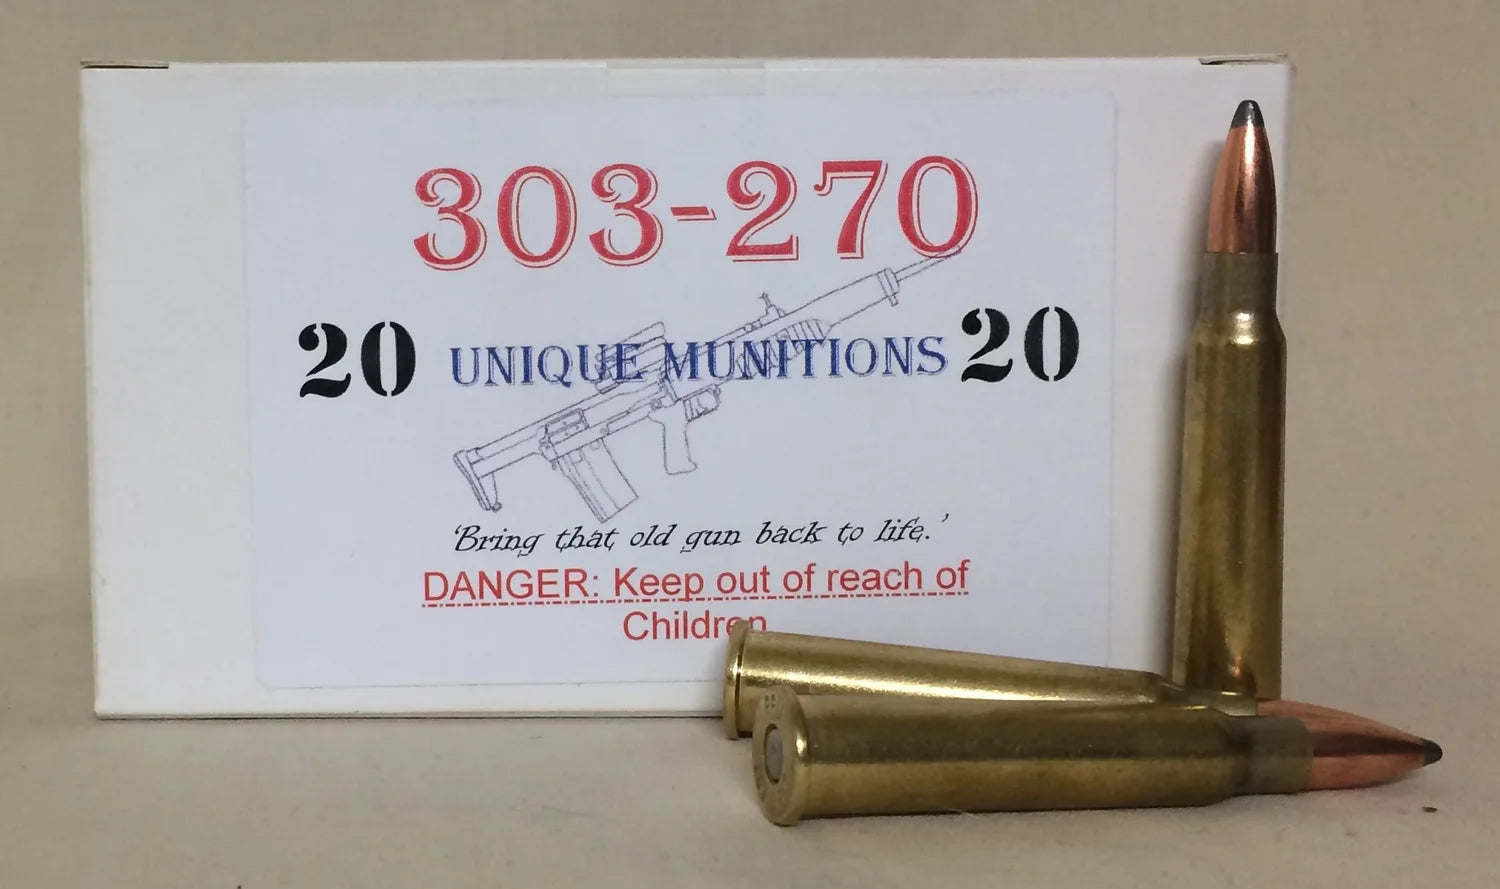 303-270
20 UNIQUE MUNITIONS 20
'Bring that old gun back to life.'
DANGER: Keep out of reach of
Children